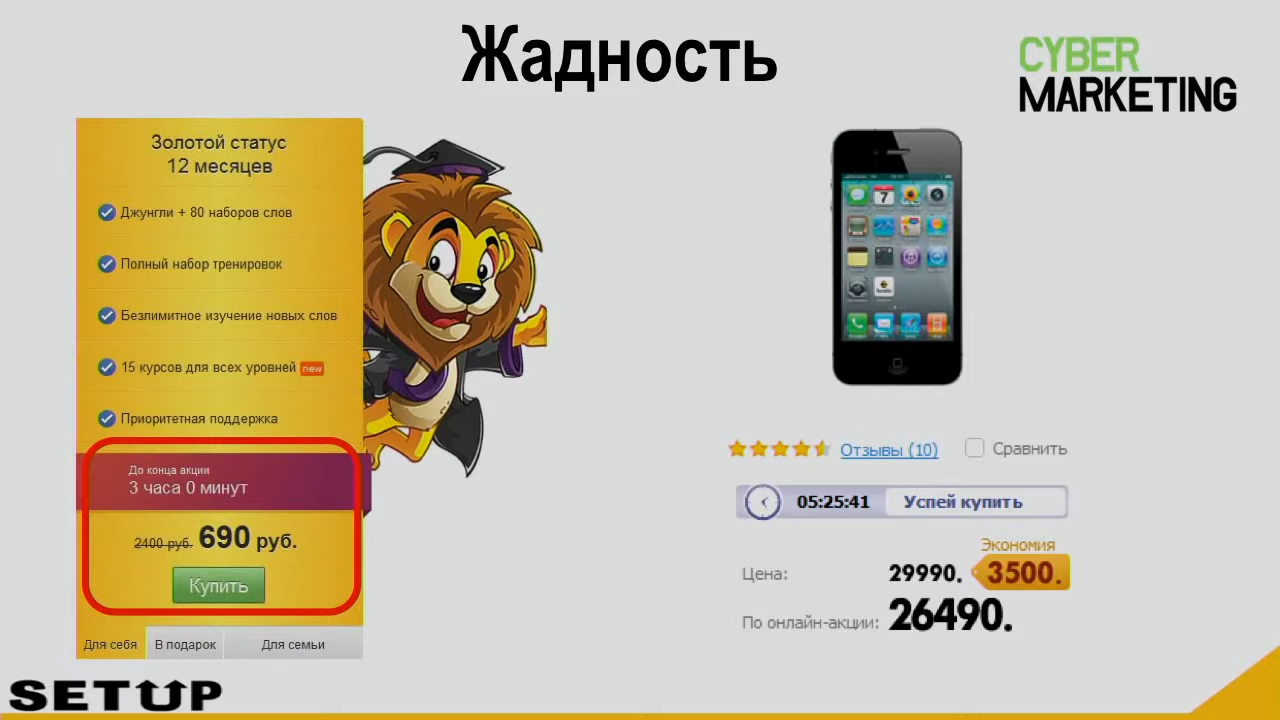 Жадность
CYBER
MARKETING
Золотой статус
12 месяцев
Джунгли + 80 наборов слов
Полный набор тренировок
Безлимитное изучение новых слов
15 курсов для всех уровней new
Приоритетная поддержка
До конца акции
3 часа 0 минут
2400 руб. 690 руб.
Купить
Для себя В подарок Для семьи
7
Отзывы (10) Сравнить
05:25:41 Успей купить
Экономия
Цена: 29990. 3500.
По онлайн-акции: 26490.
SETUP